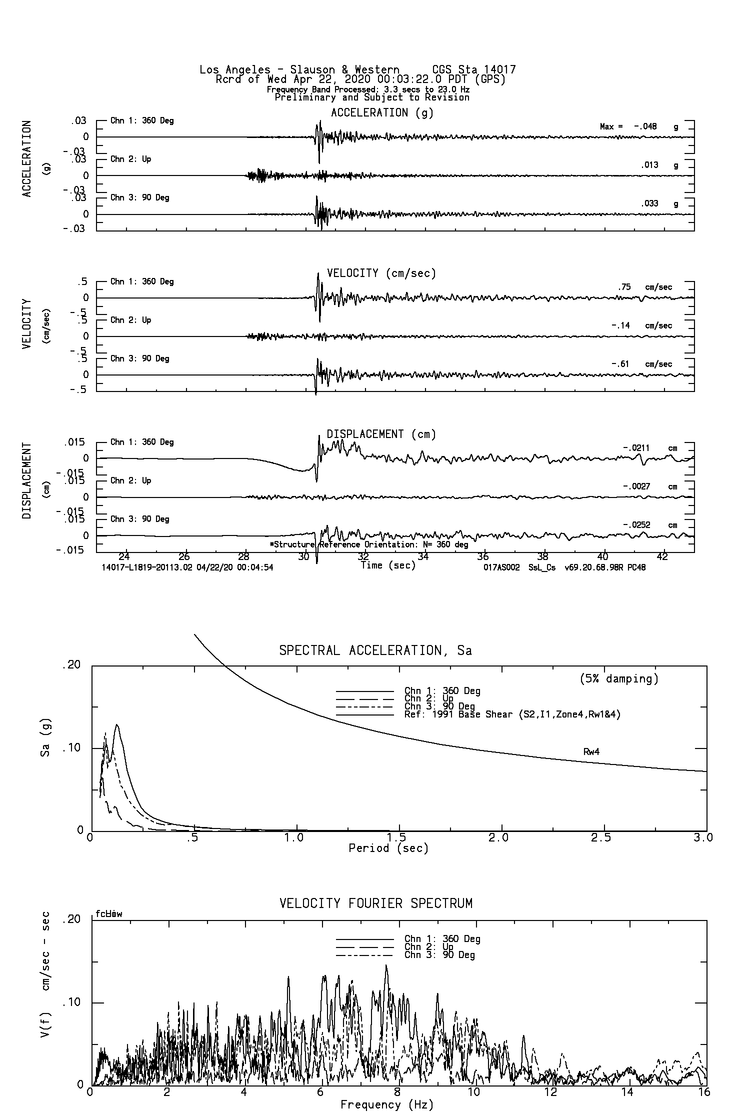 Los Angeles - Slauson & Western CGS Sta 14017
Rcrd of Wed Apr 22, 2020 00:03:22.0 PDT (GPS)
Frequency Band Processed: 3.3 secs to 23.0 Hz
Preliminary and Subject to Revision
ACCELERATION (g)
ACCELERATION
(g)
.03 Chn 1: 360 Deg Max = -.048 g
0
-.03
.03 Chn 2: Up .013 g
0
-.03
.03 Chn 3: 90 Deg .033 g
0
-.03
VELOCITY (cm/sec)
VELOCITY
(cm/sec)
.5 Chn 1: 360 Deg .75 cm/sec
0
-.5
.5 Chn 2: Up -.14 cm/sec
0
-.5
.5 Chn 3: 90 Deg -.61 cm/sec
0
-.5
DISPLACEMENT (cm)
DISPLACEMENT
(cm)
.015 Chn 1: 360 Deg -.0211 cm
0
-.015
.015 Chn 2: Up -.0027 cm
0
-.015
.015 Chn 3: 90 Deg -.0252 cm
0
-.015
*Structure Reference Orientation: N= 360 deg
24 26 28 30 32 34 36 38 40 42
Time (sec)
14017-L1819-20113.02 04/22/20 00:04:54 017AS002 SsL_Cs v69.20.68.98R PC48
SPECTRAL ACCELERATION, Sa
(5% damping)
Chn 1: 360 Deg
Chn 2: Up
Chn 3: 90 Deg
Ref: 1991 Base Shear (S2,I1,Zone4,Rw1&4)
Rw4
Sa (g)
.20
.10
0
0 .5 1.0 1.5 2.0 2.5 3.0
Period (sec)
VELOCITY FOURIER SPECTRUM
Chn 1: 360 Deg
Chn 2: Up
Chn 3: 90 Deg
V(f) cm/sec - sec
.20
.10
0
0 2 4 6 8 10 12 14 16
Frequency (Hz)